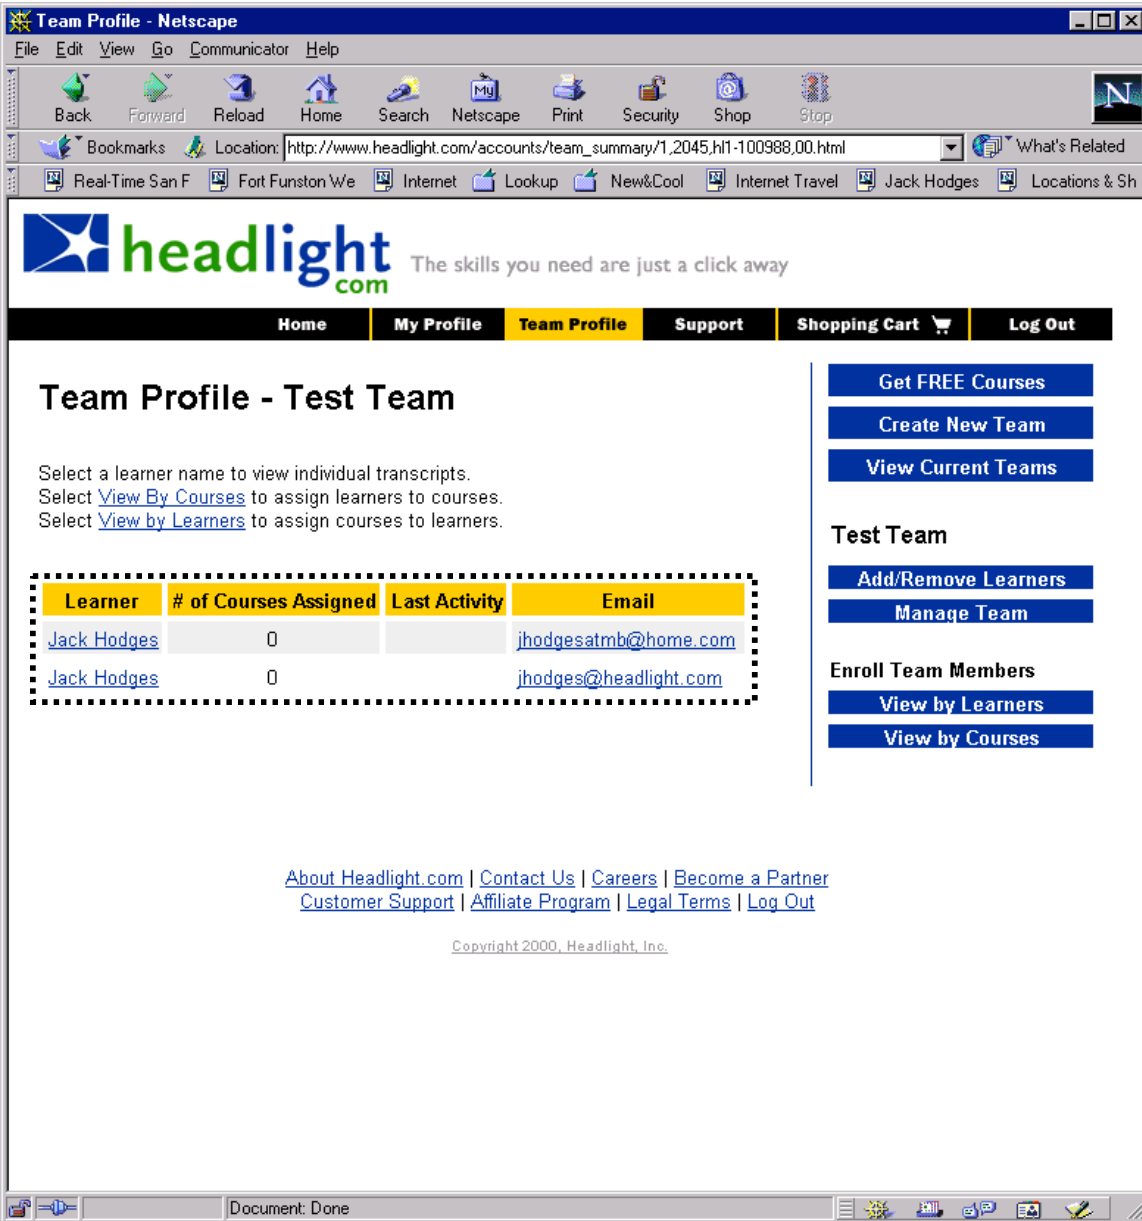 Team Profile - Netscape
File Edit View Go Communicator Help
My N
Back Forward Reload Home Search Netscape Print Security Shop Stop
Bookmarks Location: http://www.headlight.com/accounts/team_summary/1,2045,hl1-100988,00.html What's Related
Real-Time San F Fort Funston We Internet Lookup New&Cool Internet Travel Jack Hodges Locations & Sh
headlight com The skills you need are just a click away
Home My Profile Team Profile Support Shopping Cart Log Out
Team Profile - Test Team
Select a learner name to view individual transcripts.
Select View By Courses to assign learners to courses.
Select View by Learners to assign courses to learners.
Learner # of Courses Assigned Last Activity Email
Jack Hodges 0 jhodgesatmb@home.com
Jack Hodges 0 jhodges@headlight.com
Get FREE Courses
Create New Team
View Current Teams
Test Team
Add/Remove Learners
Manage Team
Enroll Team Members
View by Learners
View by Courses
About Headlight.com | Contact Us | Careers | Become a Partner
Customer Support | Affiliate Program | Legal Terms | Log Out
Copyright 2000, Headlight, Inc.
Document: Done